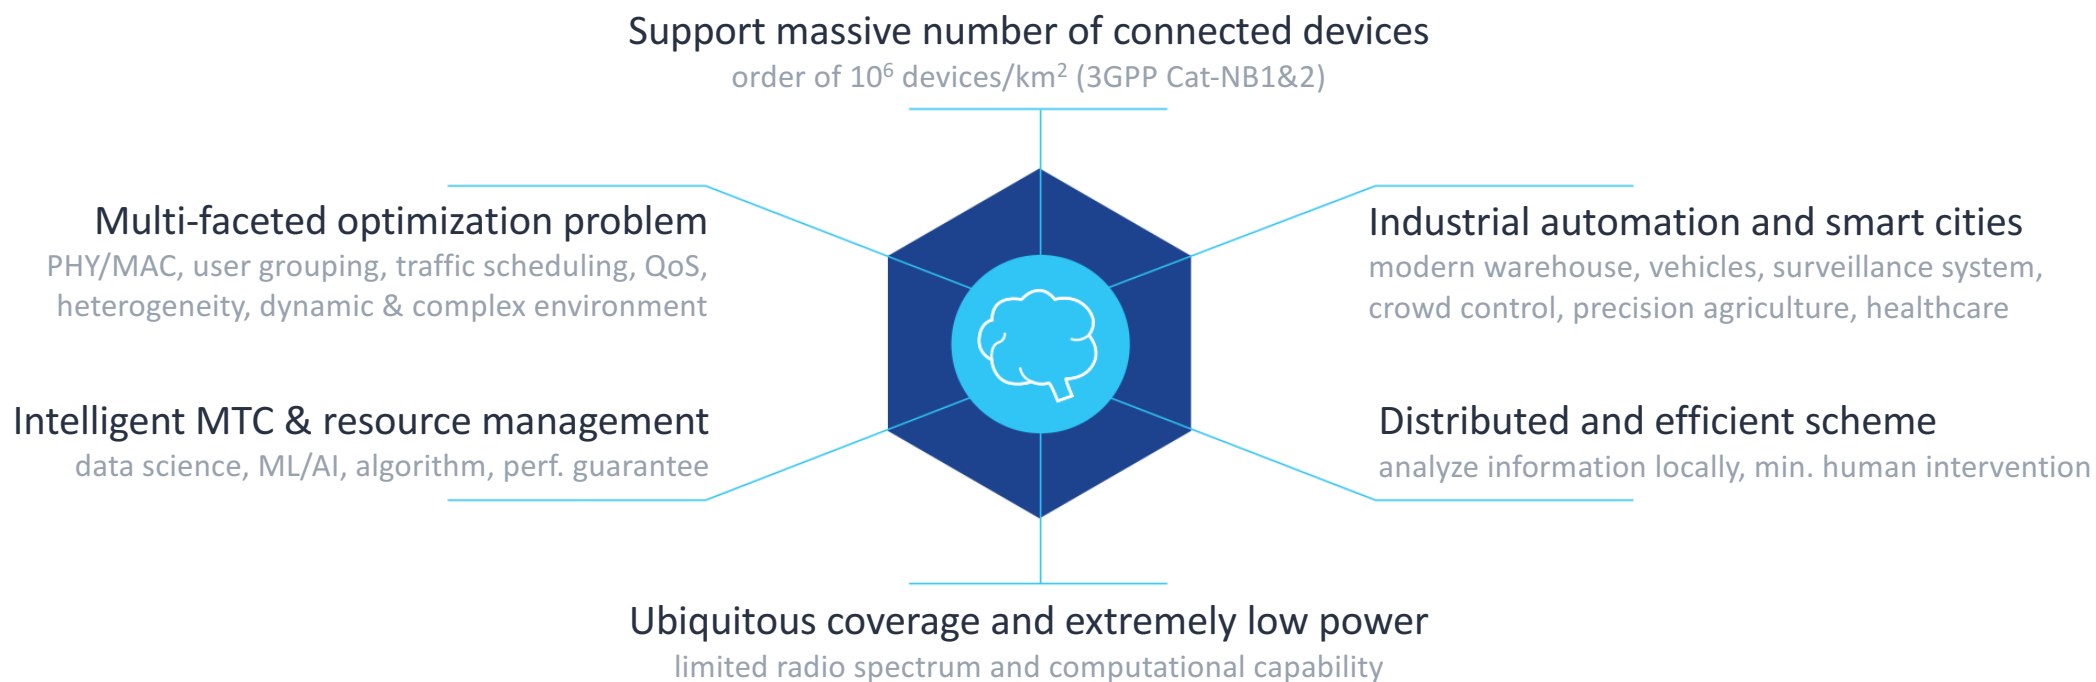 Support massive number of connected devices
order of 10⁶ devices/km² (3GPP Cat-NB1&2)
Multi-faceted optimization problem
PHY/MAC, user grouping, traffic scheduling, QoS,
heterogeneity, dynamic & complex environment
Industrial automation and smart cities
modern warehouse, vehicles, surveillance system,
crowd control, precision agriculture, healthcare
Intelligent MTC & resource management
data science, ML/AI, algorithm, perf. guarantee
Distributed and efficient scheme
analyze information locally, min. human intervention
Ubiquitous coverage and extremely low power
limited radio spectrum and computational capability